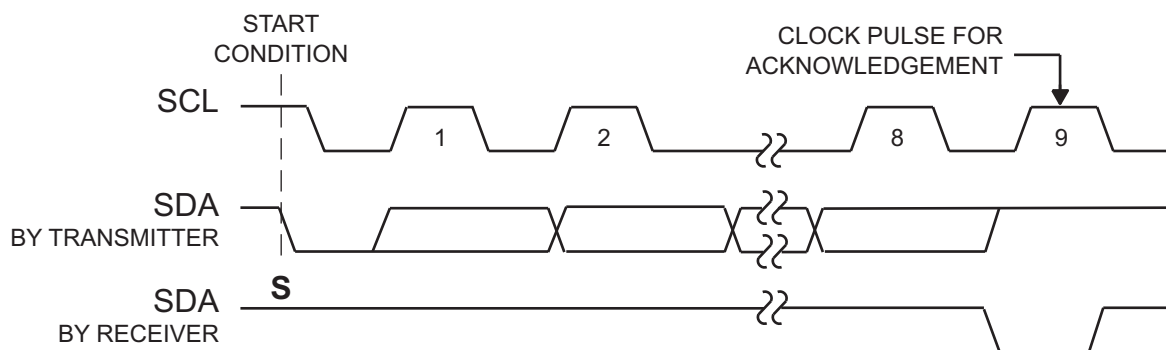 START
CONDITION
CLOCK PULSE FOR
ACKNOWLEDGEMENT
SCL
1
2
8
9
SDA
BY TRANSMITTER
S
SDA
BY RECEIVER